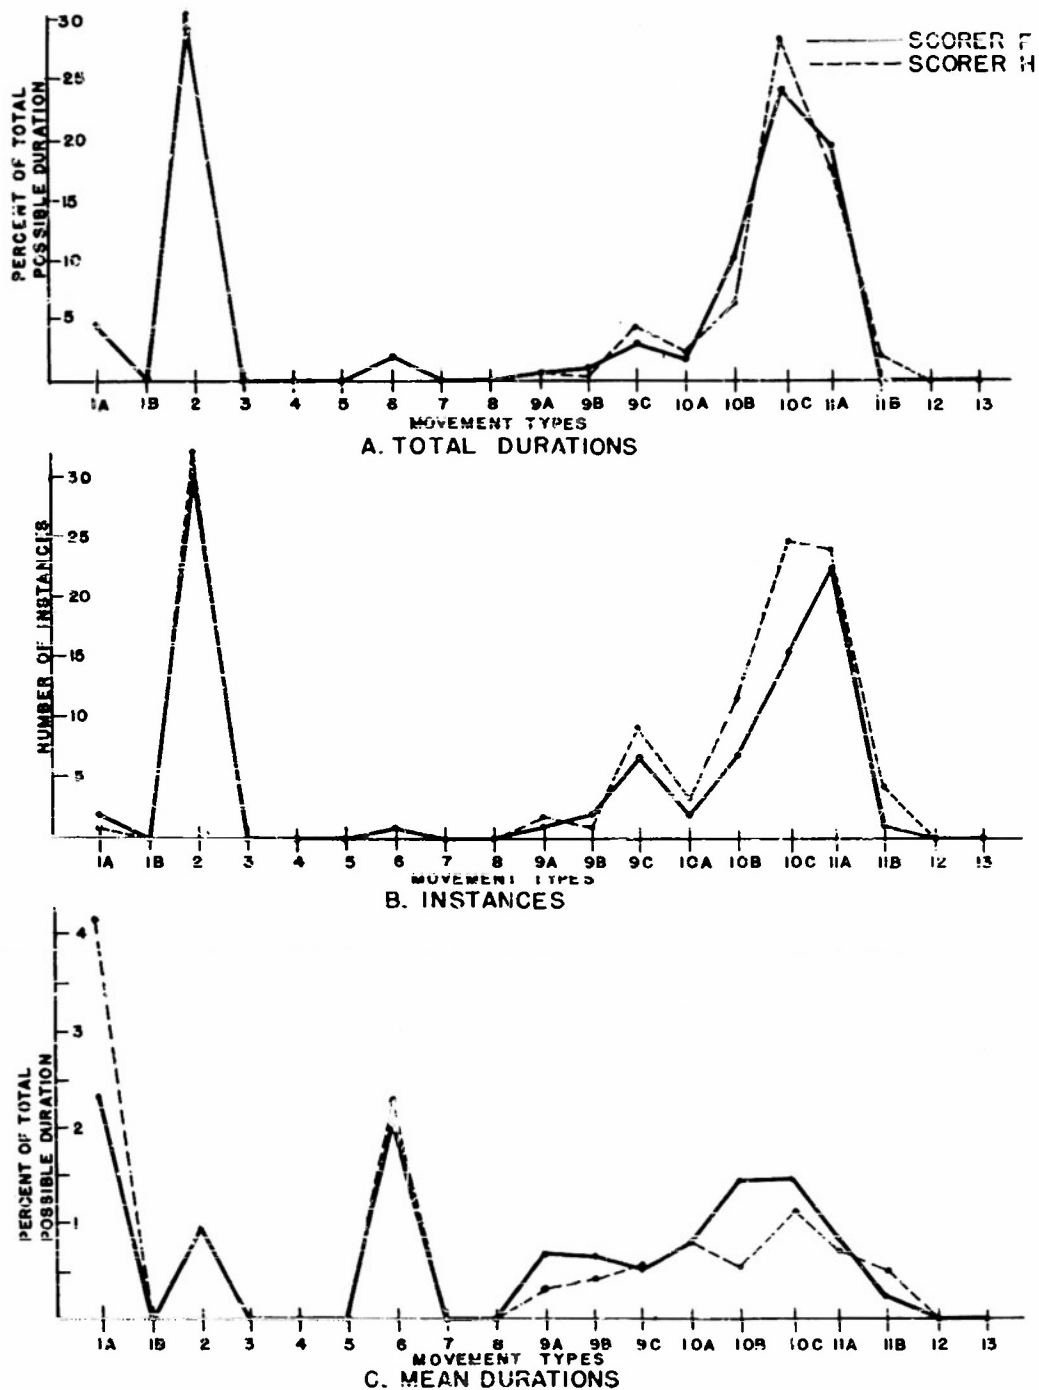 SCORER F
SCORER H
PERCENT OF TOTAL
POSSIBLE DURATION
30
25
20
15
10
5
1A 1B 2 3 4 5 6 7 8 9A 9B 9C 10A 10B 10C 11A 11B 12 13
MOVEMENT TYPES
A. TOTAL DURATIONS
NUMBER OF INSTANCES
30
25
20
15
10
5
1A 1B 2 3 4 5 6 7 8 9A 9B 9C 10A 10B 10C 11A 11B 12 13
MOVEMENT TYPES
B. INSTANCES
PERCENT OF TOTAL
POSSIBLE DURATION
4
3
2
1
1A 1B 2 3 4 5 6 7 8 9A 9B 9C 10A 10B 10C 11A 11B 12 13
MOVEMENT TYPES
C. MEAN DURATIONS